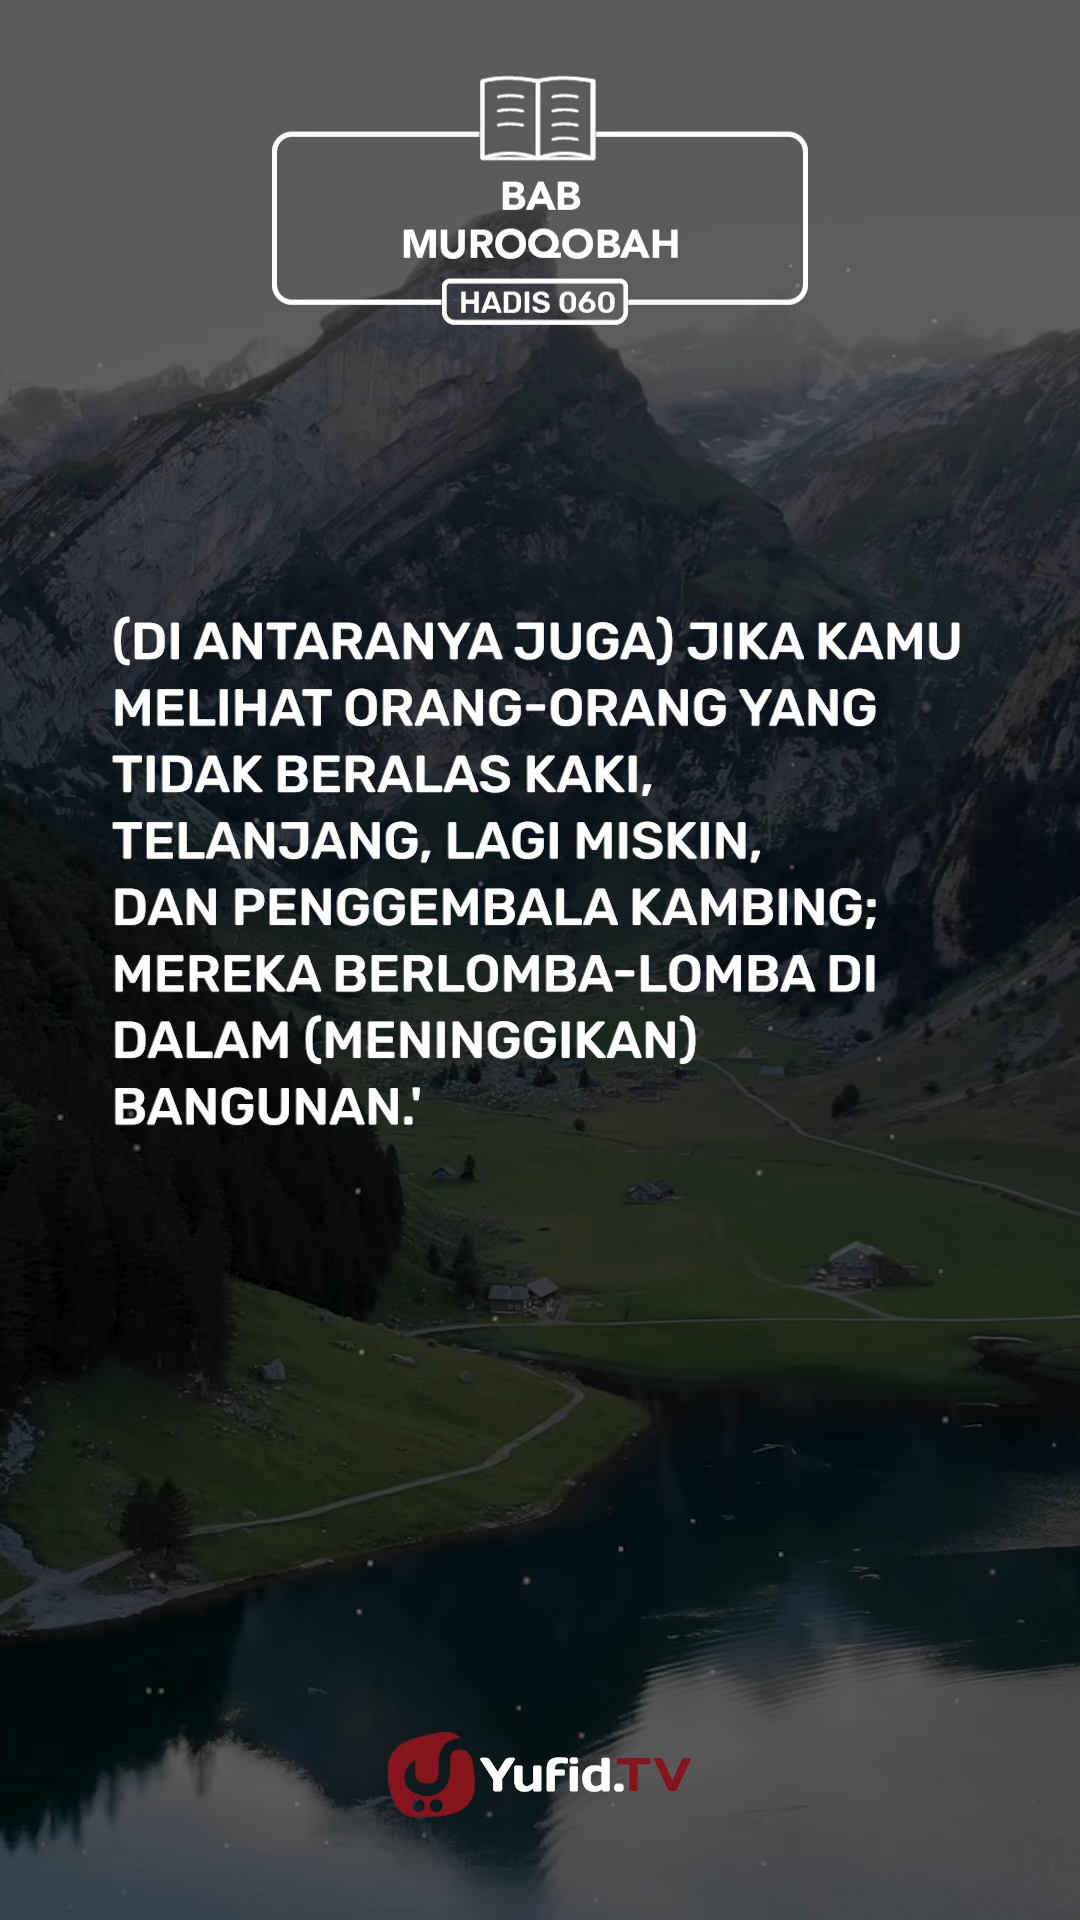 BAB
MUROQOBAH
HADIS 060
(DI ANTARANYA JUGA) JIKA KAMU
MELIHAT ORANG-ORANG YANG
TIDAK BERALAS KAKI,
TELANJANG, LAGI MISKIN,
DAN PENGGEMBALA KAMBING;
MEREKA BERLOMBA-LOMBA DI
DALAM (MENINGGIKAN)
BANGUNAN.'
Yufid.TV